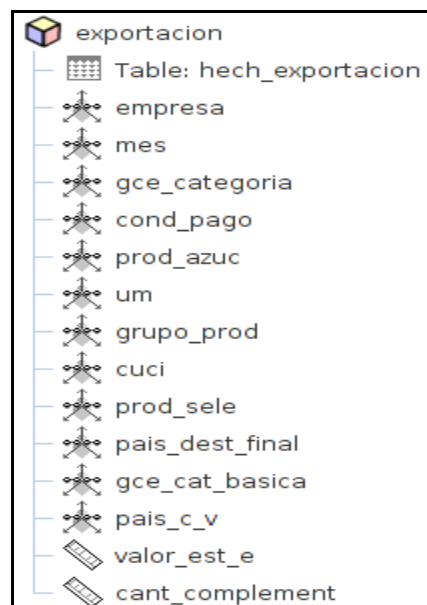 exportacion
Table: hech_exportacion
empresa
mes
gce_categoria
cond_pago
prod_azuc
um
grupo_prod
cuci
prod_sele
pais_dest_final
gce_cat_basica
pais_c_v
valor_est_e
cant_complement